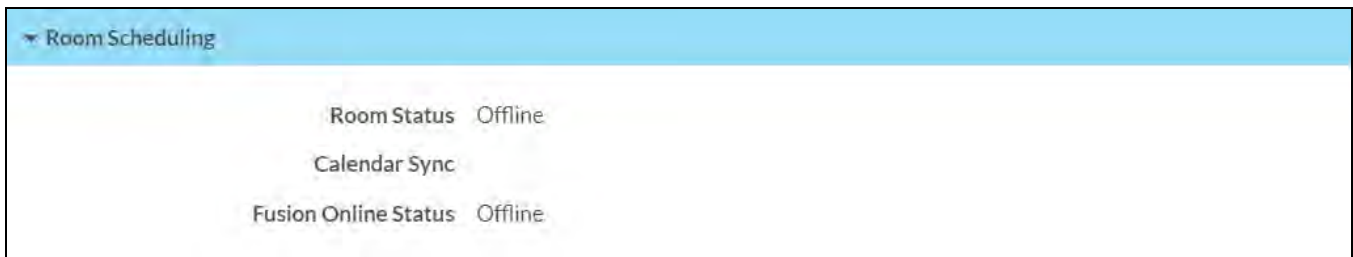 Room Scheduling
Room Status Offline
Calendar Sync
Fusion Online Status Offline